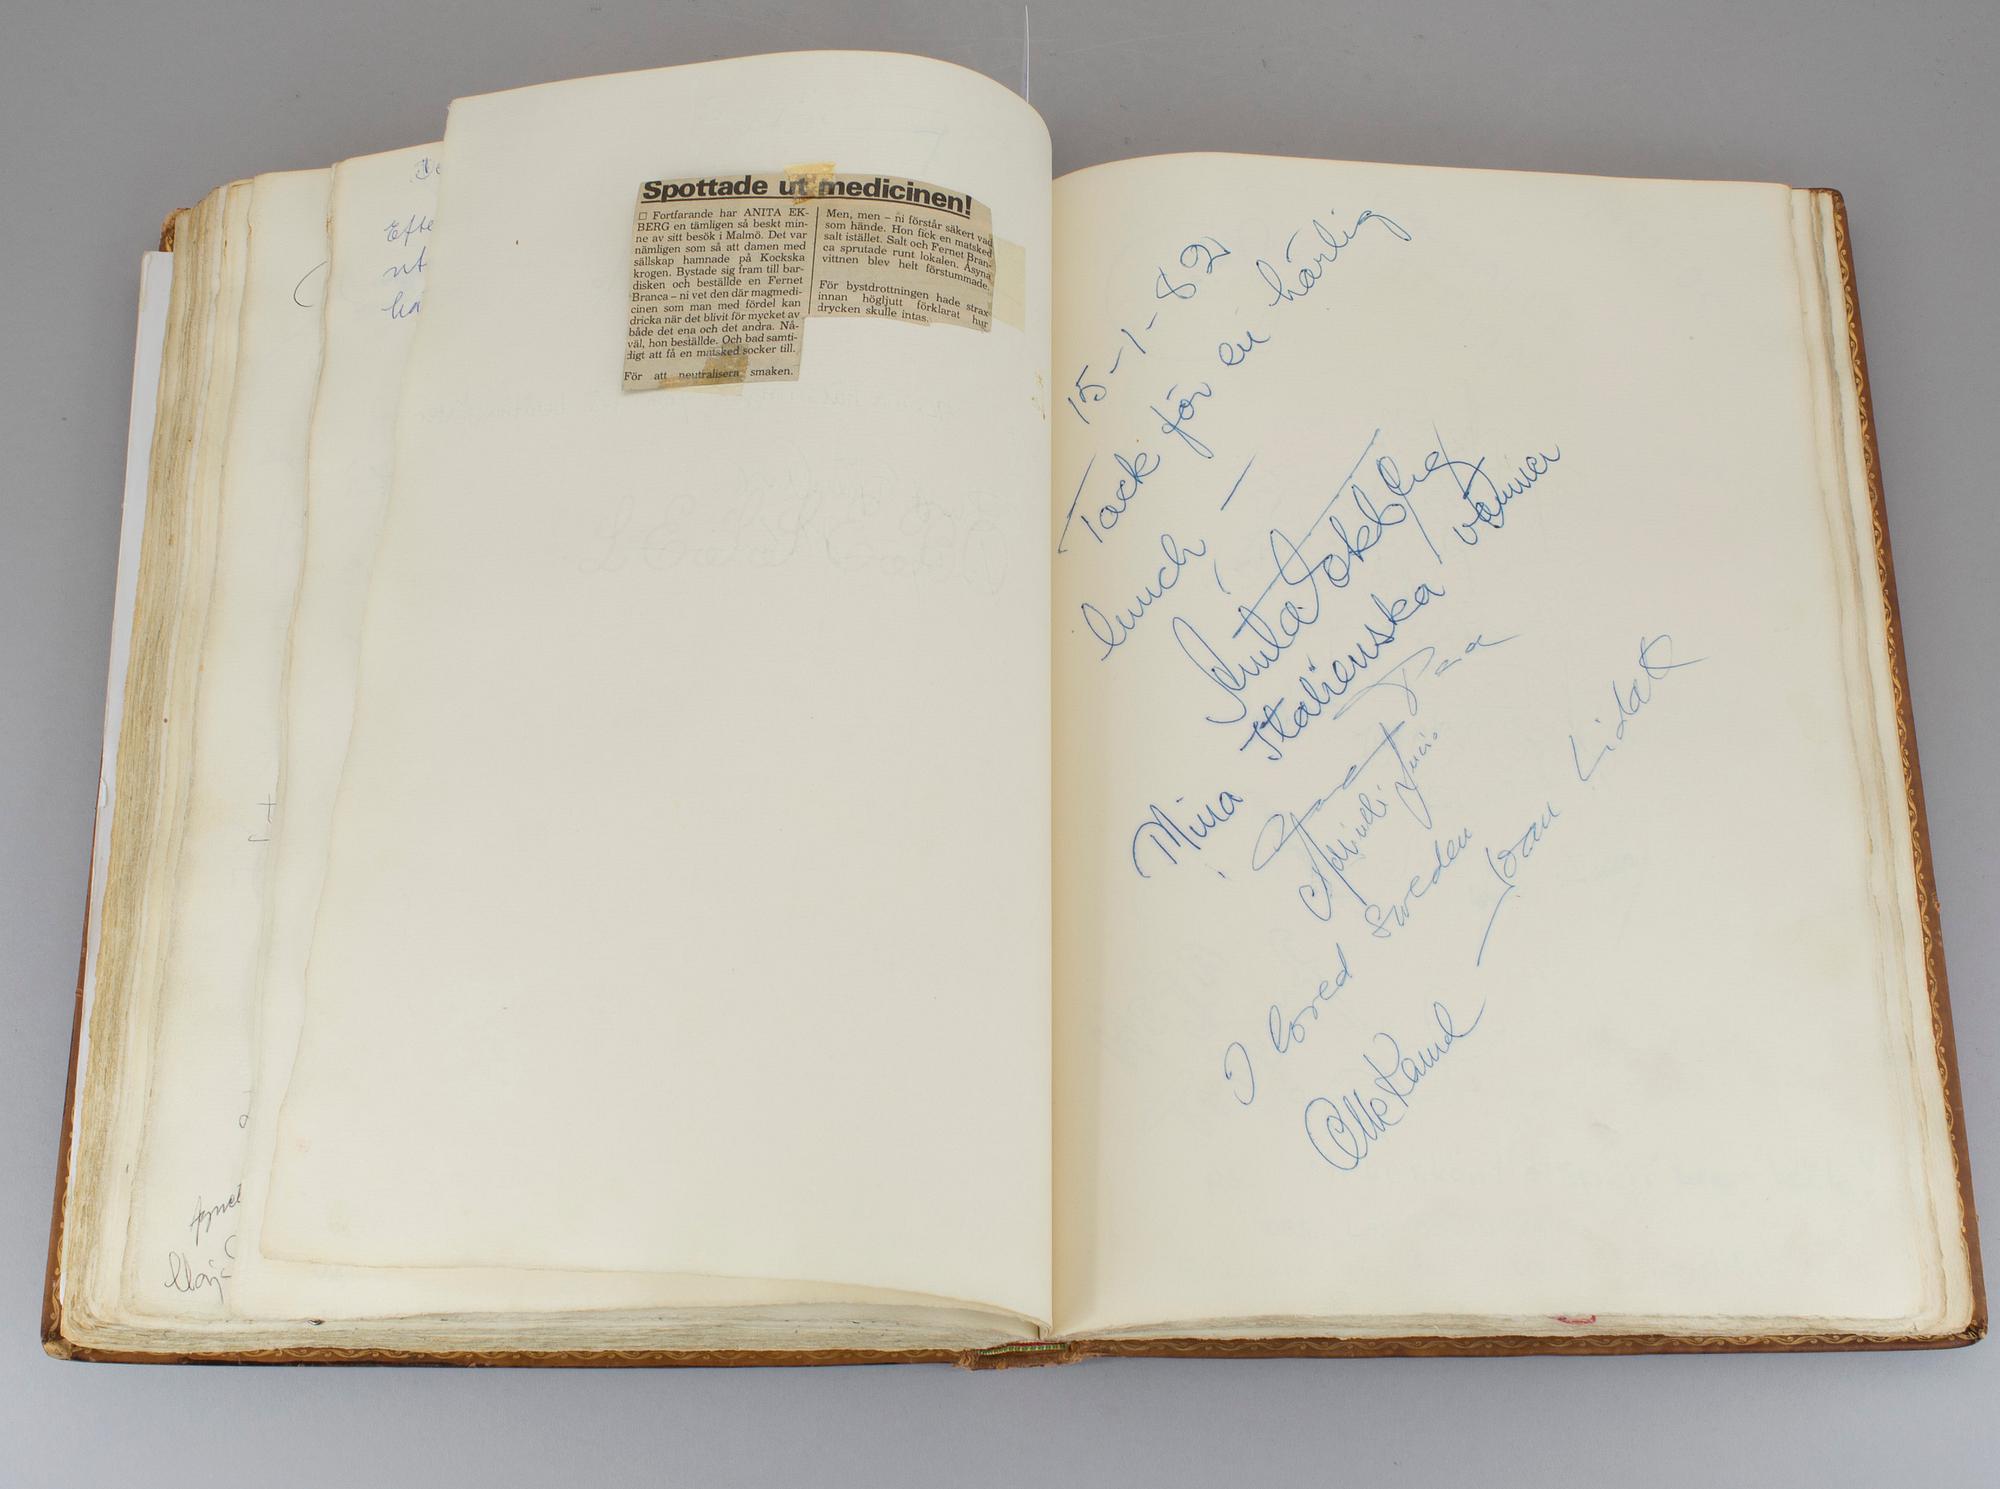 Efte
ut
ha
Spottade ut medicinen!
□ Fortfarande har ANITA EK-
BERG en tämligen så beskt min-
ne av sitt besök i Malmö. Det var
nämligen som så att damen med
sällskap hamnade på Kockska
krogen. Bystade sig fram till bar-
disken och beställde en Fernet
Branca – ni vet den där magmedi-
cinen som man med fördel kan
dricka när det blivit för mycket av
både det ena och det andra. Nå-
väl, hon beställde. Och bad samti-
digt att få en matsked socker till.
För att neutralisera smaken.
Men, men – ni förstår säkert vad
som hände. Hon fick en matsked
salt istället. Salt och Fernet Bran-
ca sprutade runt lokalen. Åsyna
vittnen blev helt förstummade.
För bystdrottningen hade strax
innan högljutt förklarat hur
drycken skulle intas.
15-1-82
Tack för en härlig
lunch, –
Anita Ekberg
Mina Italienska vänner
Lucio
I loved Sweden